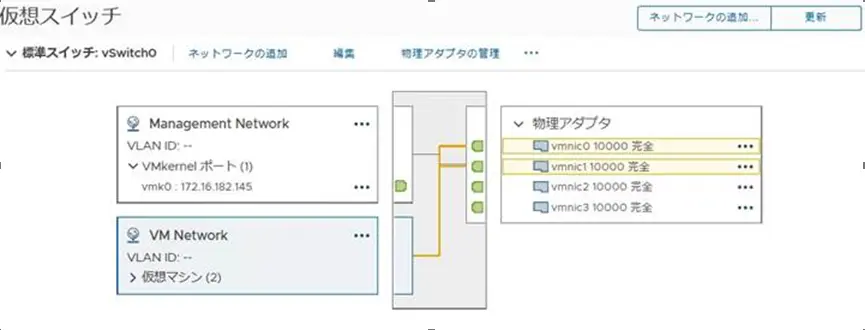 仮想スイッチ
ネットワークの追加... 更新
標準スイッチ: vSwitch0 ネットワークの追加 編集 物理アダプタの管理 ...
Management Network ...
VLAN ID: --
VMkernel ポート (1)
vmk0 : 172.16.182.145 ...
VM Network ...
VLAN ID: --
仮想マシン (2)
物理アダプタ
vmnic0 10000 完全 ...
vmnic1 10000 完全 ...
vmnic2 10000 完全 ...
vmnic3 10000 完全 ...